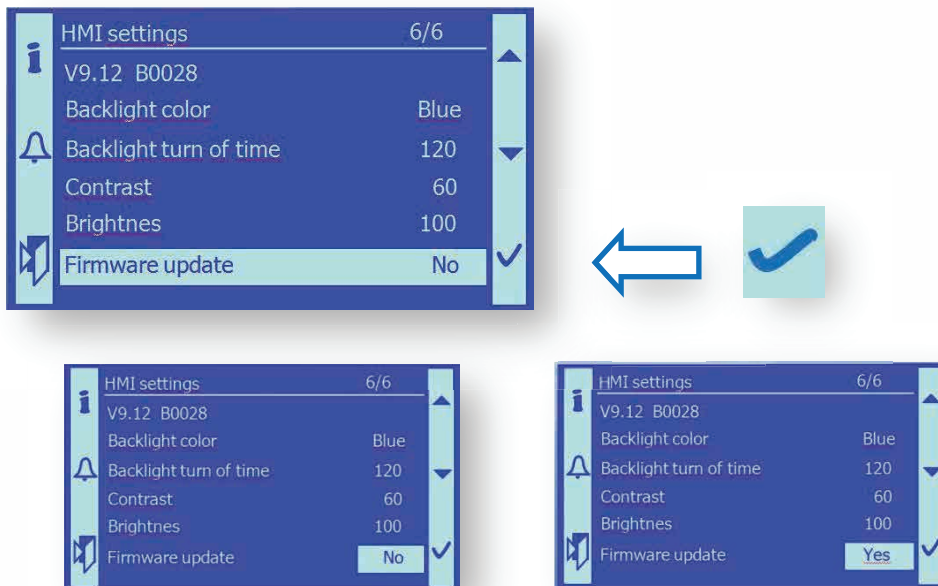 HMI settings 6/6
V9.12 B0028
Backlight color Blue
Backlight turn of time 120
Contrast 60
Brightnes 100
Firmware update No
HMI settings 6/6
V9.12 B0028
Backlight color Blue
Backlight turn of time 120
Contrast 60
Brightnes 100
Firmware update No
HMI settings 6/6
V9.12 B0028
Backlight color Blue
Backlight turn of time 120
Contrast 60
Brightnes 100
Firmware update Yes